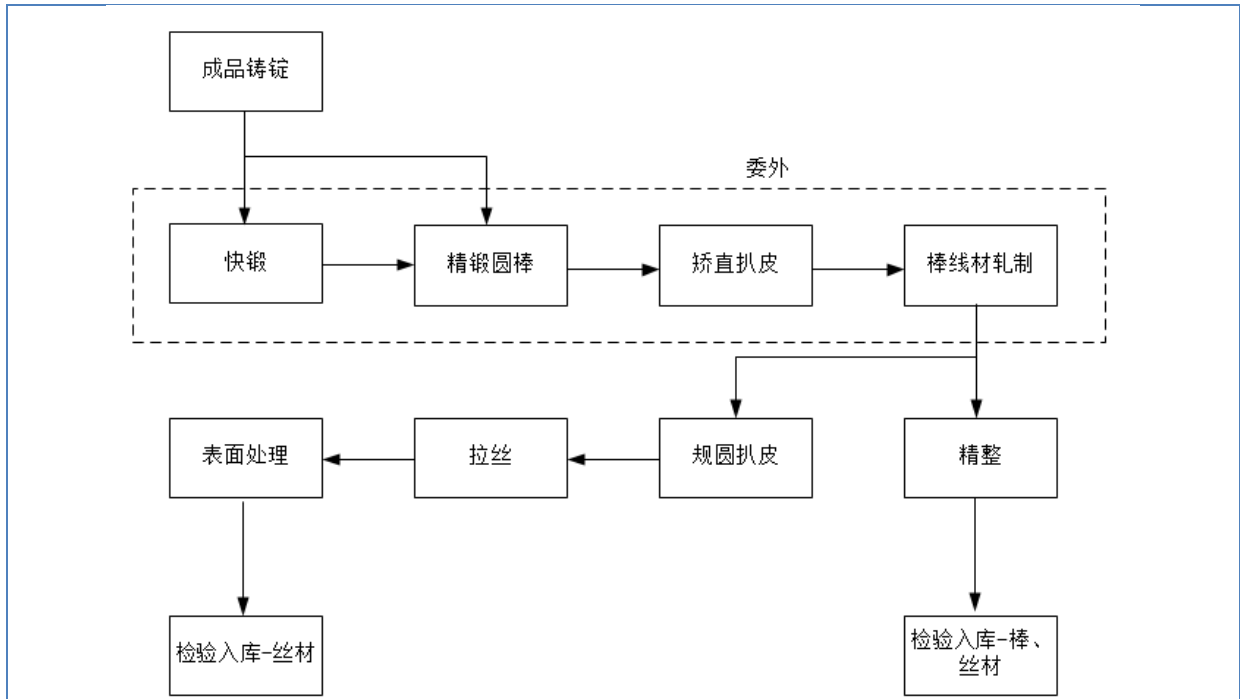 成品铸锭
委外
快锻
精锻圆棒
矫直扒皮
棒线材轧制
表面处理
拉丝
规圆扒皮
精整
检验入库-丝材
检验入库-棒、
丝材